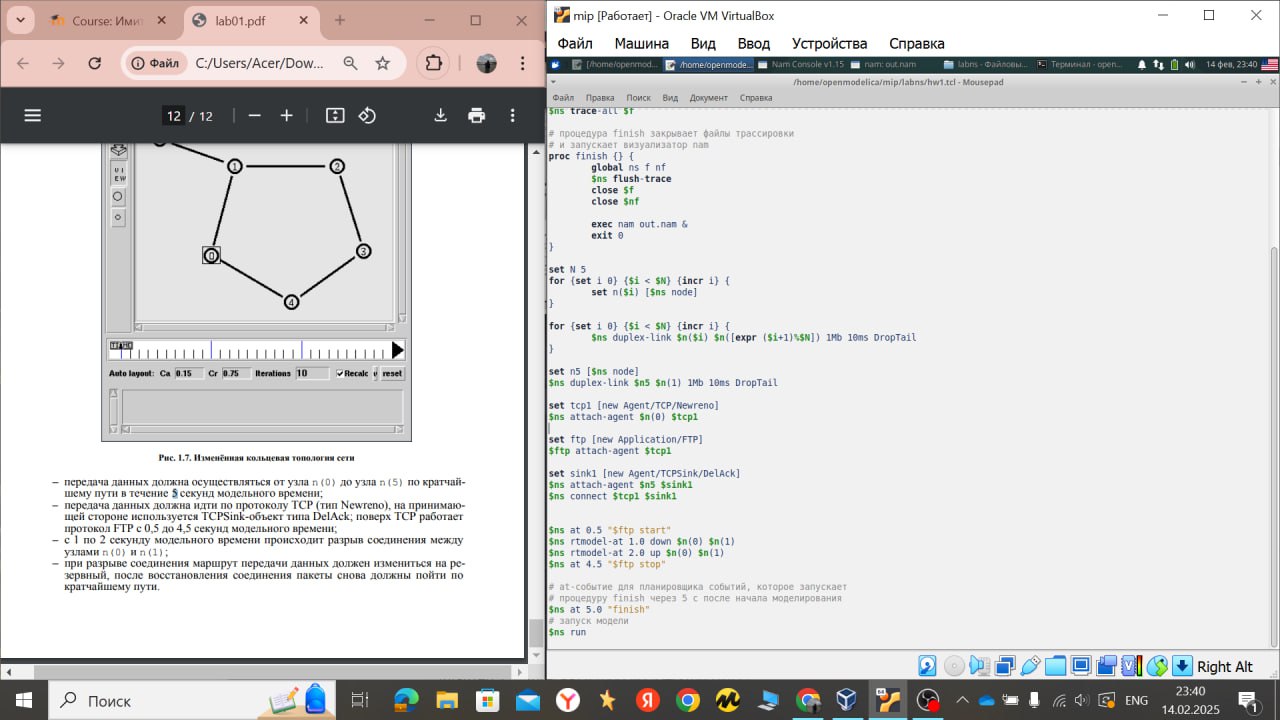 Course: Ими
lab01.pdf
Файл
C:/Users/Acer/Dow...
12 / 12
V I
E W
1
2
0
3
4
Auto layout:
Ca 0.15
Cr 0.75
Iterations 10
Recalc
reset
Рис. 1.7. Изменённая кольцевая топология сети
– передача данных должна осуществляться от узла n(0) до узла n(5) по кратчай-
шему пути в течение 5 секунд модельного времени;
– передача данных должна идти по протоколу TCP (тип Newreno), на принимаю-
щей стороне используется TCPSink-объект типа DelAck; поверх TCP работает
протокол FTP с 0,5 до 4,5 секунд модельного времени;
– с 1 по 2 секунду модельного времени происходит разрыв соединения между
узлами n(0) и n(1);
– при разрыве соединения маршрут передачи данных должен измениться на ре-
зервный, после восстановления соединения пакеты снова должны пойти по
кратчайшему пути.
mip [Работает] - Oracle VM VirtualBox
Файл Машина Вид Ввод Устройства Справка
[/home/openmod...
/home/openmode...
Nam Console v1.15
nam: out.nam
labns - Файловы...
Терминал - open...
14 фев, 23:40
/home/openmodelica/mip/labns/hw1.tcl - Mousepad
Файл Правка Поиск Вид Документ Справка
$ns trace-all $f
# процедура finish закрывает файлы трассировки
# и запускает визуализатор nam
proc finish {} {
global ns f nf
$ns flush-trace
close $f
close $nf
exec nam out.nam &
exit 0
}
set N 5
for {set i 0} {$i < $N} {incr i} {
set n($i) [$ns node]
}
for {set i 0} {$i < $N} {incr i} {
$ns duplex-link $n($i) $n([expr ($i+1)%$N]) 1Mb 10ms DropTail
}
set n5 [$ns node]
$ns duplex-link $n5 $n(1) 1Mb 10ms DropTail
set tcp1 [new Agent/TCP/Newreno]
$ns attach-agent $n(0) $tcp1
set ftp [new Application/FTP]
$ftp attach-agent $tcp1
set sink1 [new Agent/TCPSink/DelAck]
$ns attach-agent $n5 $sink1
$ns connect $tcp1 $sink1
$ns at 0.5 "$ftp start"
$ns rtmodel-at 1.0 down $n(0) $n(1)
$ns rtmodel-at 2.0 up $n(0) $n(1)
$ns at 4.5 "$ftp stop"
# at-событие для планировщика событий, которое запускает
# процедуру finish через 5 с после начала моделирования
$ns at 5.0 "finish"
# запуск модели
$ns run
Right Alt
Поиск
ENG
23:40
14.02.2025